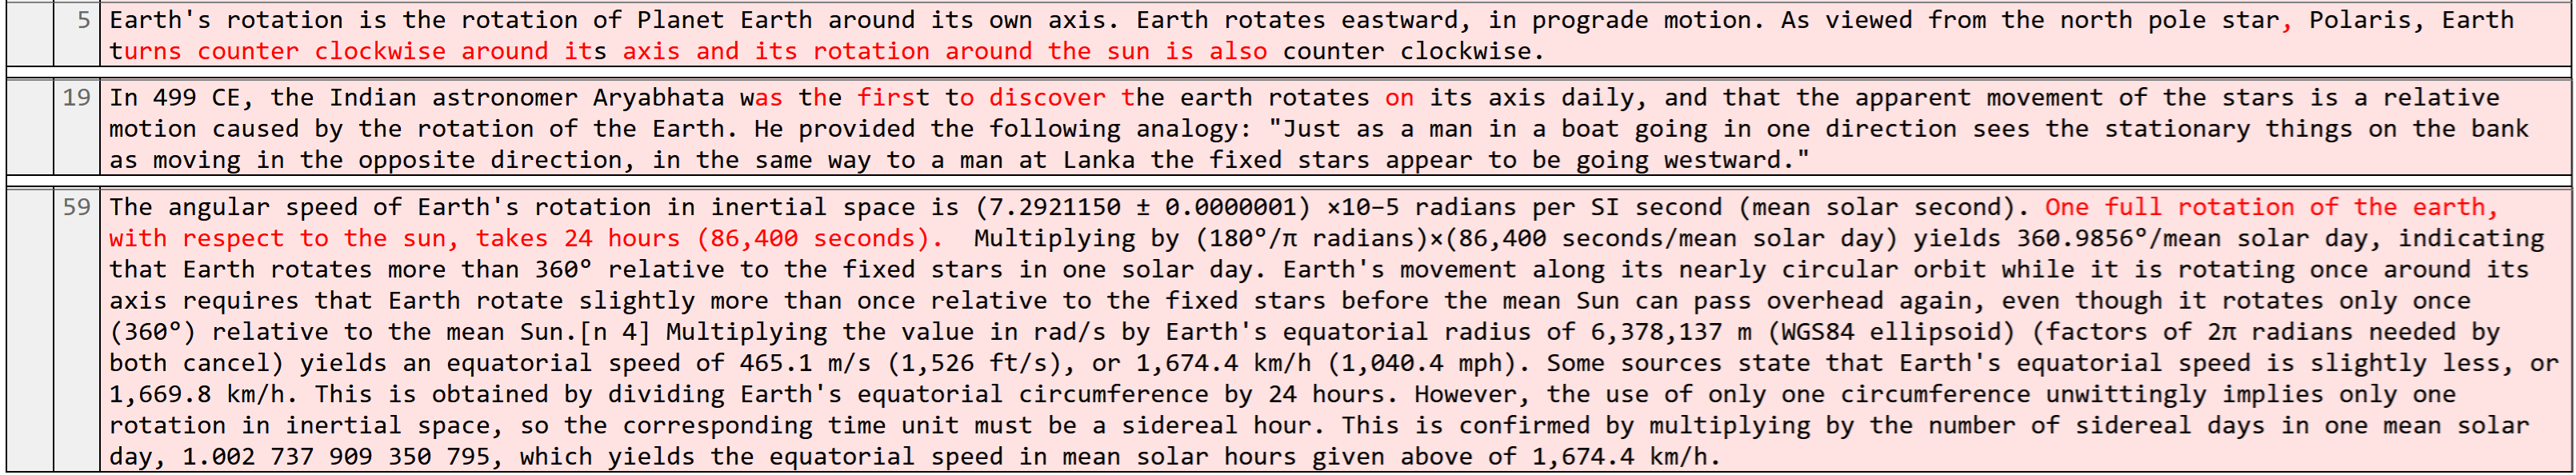 5 Earth's rotation is the rotation of Planet Earth around its own axis. Earth rotates eastward, in prograde motion. As viewed from the north pole star, Polaris, Earth
turns counter clockwise around its axis and its rotation around the sun is also counter clockwise.
19 In 499 CE, the Indian astronomer Aryabhata was the first to discover the earth rotates on its axis daily, and that the apparent movement of the stars is a relative
motion caused by the rotation of the Earth. He provided the following analogy: "Just as a man in a boat going in one direction sees the stationary things on the bank
as moving in the opposite direction, in the same way to a man at Lanka the fixed stars appear to be going westward."
59 The angular speed of Earth's rotation in inertial space is (7.2921150 ± 0.0000001) ×10−5 radians per SI second (mean solar second). One full rotation of the earth,
with respect to the sun, takes 24 hours (86,400 seconds).  Multiplying by (180°/π radians)×(86,400 seconds/mean solar day) yields 360.9856°/mean solar day, indicating
that Earth rotates more than 360° relative to the fixed stars in one solar day. Earth's movement along its nearly circular orbit while it is rotating once around its
axis requires that Earth rotate slightly more than once relative to the fixed stars before the mean Sun can pass overhead again, even though it rotates only once
(360°) relative to the mean Sun.[n 4] Multiplying the value in rad/s by Earth's equatorial radius of 6,378,137 m (WGS84 ellipsoid) (factors of 2π radians needed by
both cancel) yields an equatorial speed of 465.1 m/s (1,526 ft/s), or 1,674.4 km/h (1,040.4 mph). Some sources state that Earth's equatorial speed is slightly less, or
1,669.8 km/h. This is obtained by dividing Earth's equatorial circumference by 24 hours. However, the use of only one circumference unwittingly implies only one
rotation in inertial space, so the corresponding time unit must be a sidereal hour. This is confirmed by multiplying by the number of sidereal days in one mean solar
day, 1.002 737 909 350 795, which yields the equatorial speed in mean solar hours given above of 1,674.4 km/h.